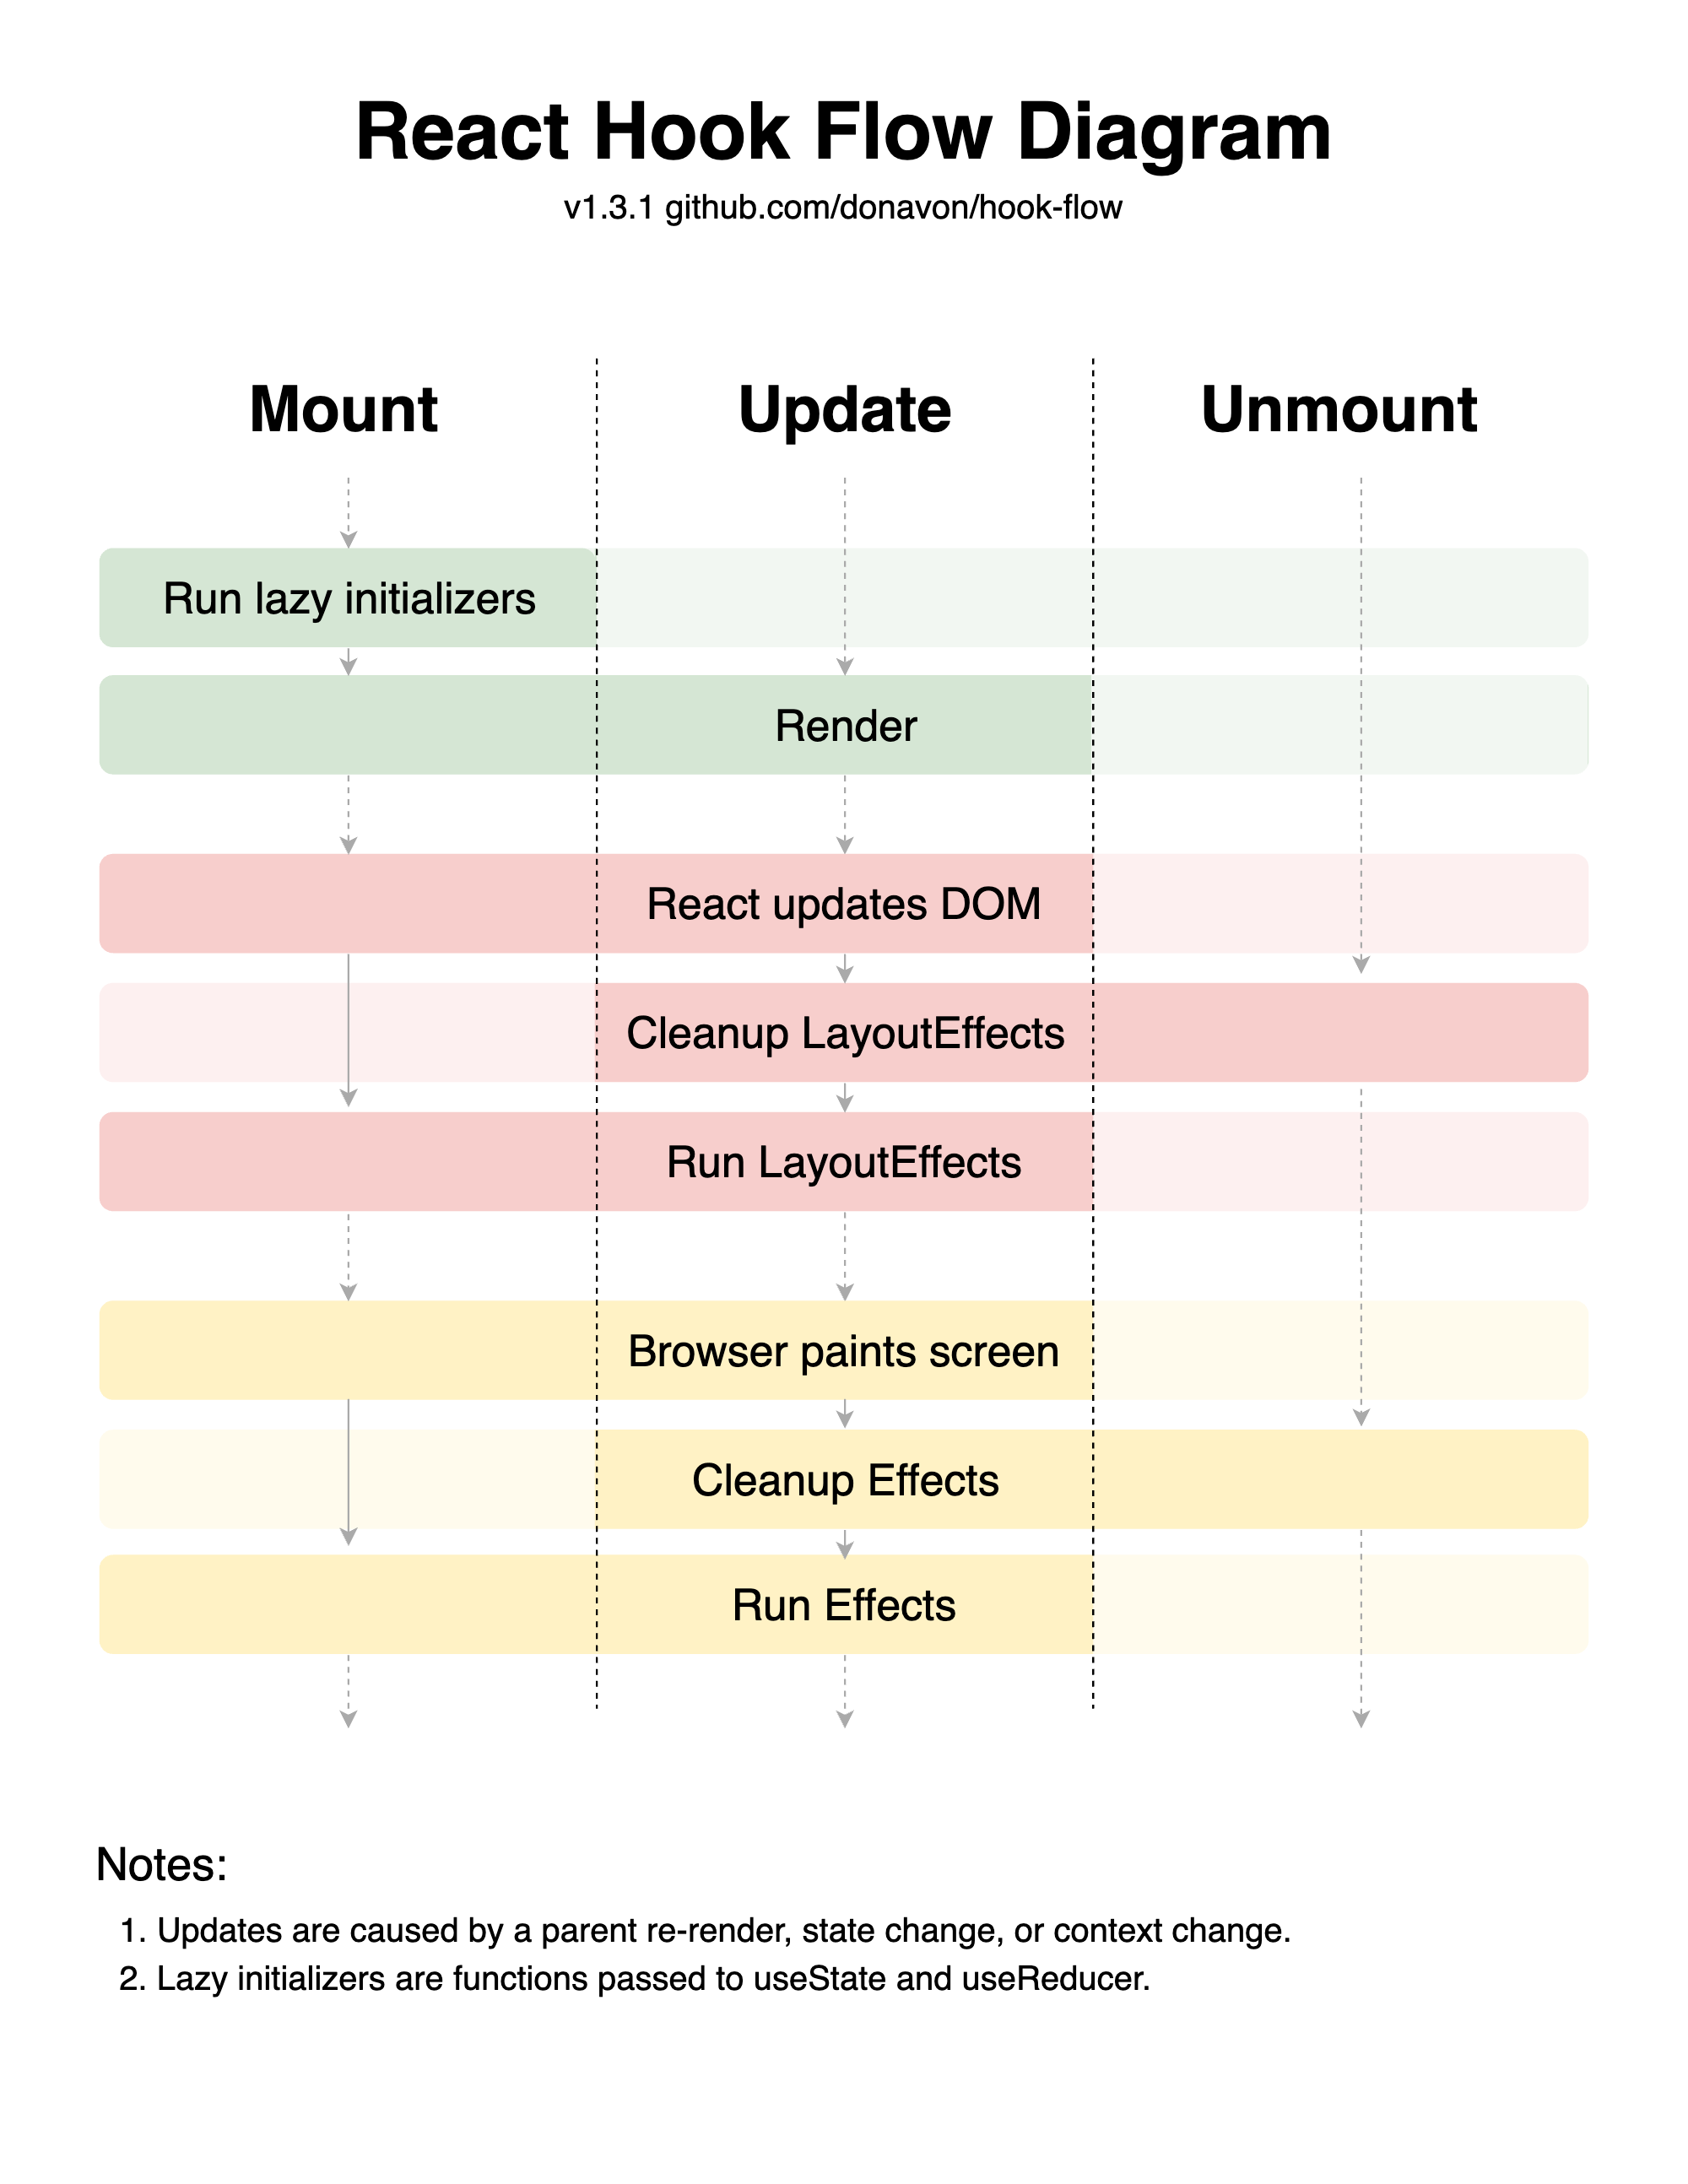 React Hook Flow Diagram
v1.3.1 github.com/donavon/hook-flow
Mount Update Unmount
Run lazy initializers
Render
React updates DOM
Cleanup LayoutEffects
Run LayoutEffects
Browser paints screen
Cleanup Effects
Run Effects
Notes:
1. Updates are caused by a parent re-render, state change, or context change.
2. Lazy initializers are functions passed to useState and useReducer.